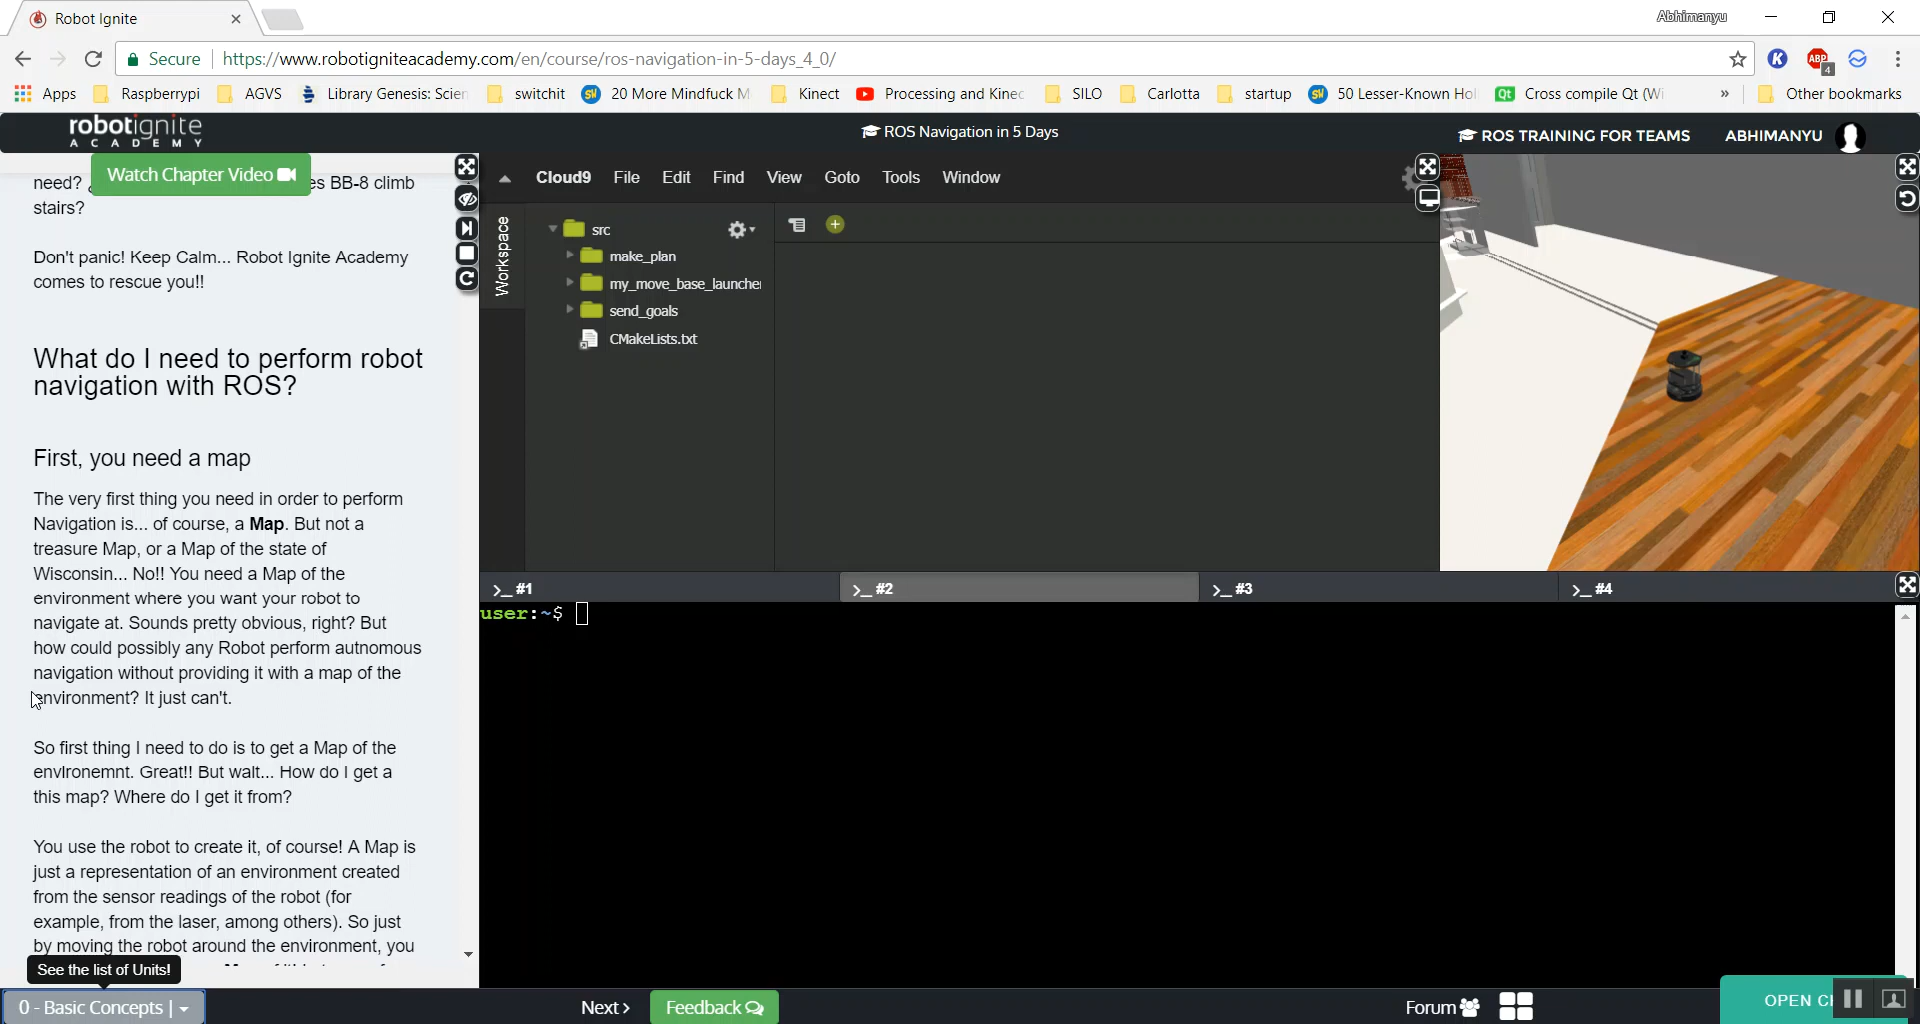 Robot Ignite
Abhimanyu
Secure
https://www.robotigniteacademy.com/en/course/ros-navigation-in-5-days_4_0/
K
ABP
4
Apps
Raspberrypi
AGVS
Library Genesis: Scien
switchit
SW
20 More Mindfuck M
Kinect
Processing and Kinec
SILO
Carlotta
startup
SW
50 Lesser-Known Ho
Qt
Cross compile Qt (Wi
»
Other bookmarks
robotignite
ACADEMY
ROS Navigation in 5 Days
ROS TRAINING FOR TEAMS
ABHIMANYU
Watch Chapter Video
need? ¿
es BB-8 climb
stairs?
Don't panic! Keep Calm... Robot Ignite Academy
comes to rescue you!!
What do I need to perform robot
navigation with ROS?
First, you need a map
The very first thing you need in order to perform
Navigation is... of course, a Map. But not a
treasure Map, or a Map of the state of
Wisconsin... No!! You need a Map of the
environment where you want your robot to
navigate at. Sounds pretty obvious, right? But
how could possibly any Robot perform autnomous
navigation without providing it with a map of the
environment? It just can't.
So first thing I need to do is to get a Map of the
environemnt. Great!! But wait... How do I get a
this map? Where do I get it from?
You use the robot to create it, of course! A Map is
just a representation of an environment created
from the sensor readings of the robot (for
example, from the laser, among others). So just
by moving the robot around the environment, you
See the list of Units!
0 - Basic Concepts |
Cloud9 File Edit Find View Goto Tools Window
Workspace
src
make_plan
my_move_base_launcher
send_goals
CMakeLists.txt
>_ #1
>_ #2
>_ #3
>_ #4
user:~$
Next >
Feedback
Forum
OPEN C